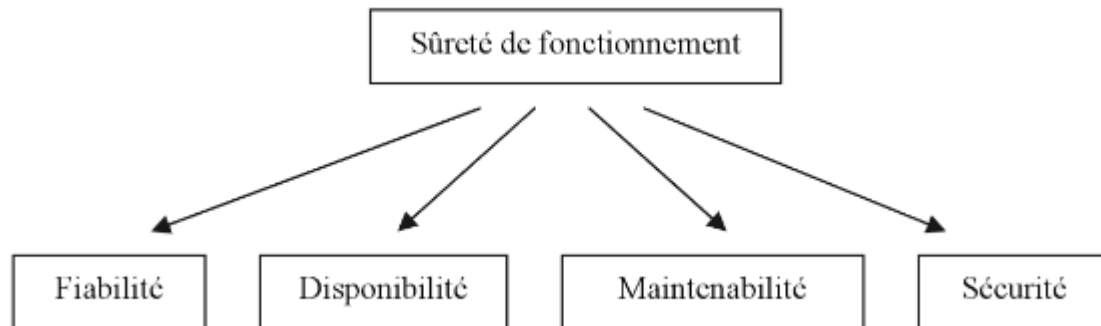 Sûreté de fonctionnement
Fiabilité
Disponibilité
Maintenabilité
Sécurité